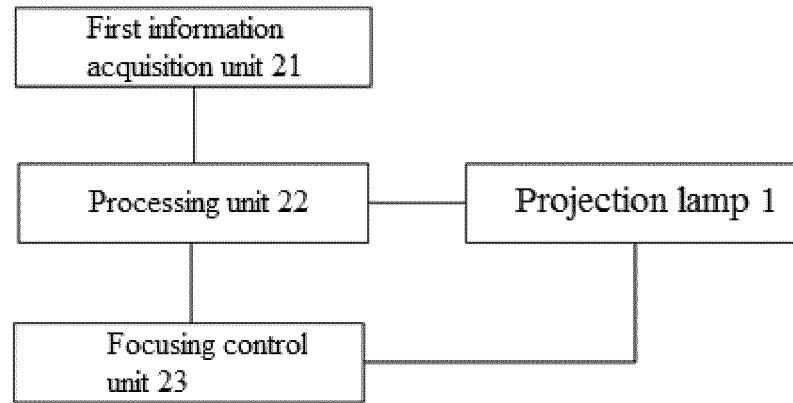 First information
acquisition unit 21
Processing unit 22
Projection lamp 1
Focusing control
unit 23